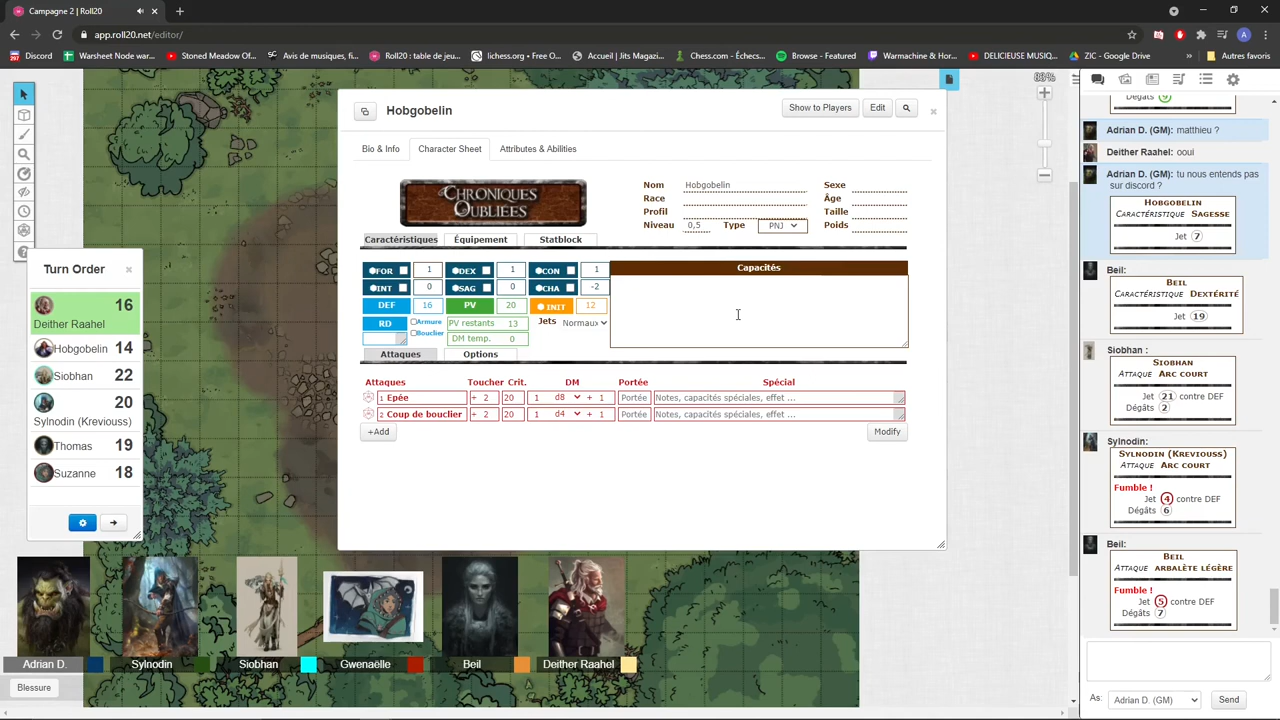 Campagne 2 | Roll20
app.roll20.net/editor/
Discord
Warsheet Node war...
Stoned Meadow Of ...
Avis de musiques, fi...
Roll20
lichess.org • Free O...
Accueil | Jits Magazi...
Chess.com - Échecs...
Browse - Featured
Warmachine & Hor...
DELICIEUSE MUSIQ...
ZIC - Google Drive
»
Autres favoris
88%
Hobgobelin
Show to Players
Edit
Bio & Info
Character Sheet
Attributes & Abilities
CHRONIQUES
OUBLIÉES
Nom Hobgobelin
Race
Profil
Niveau 0,5 Type PNJ
Sexe
Âge
Taille
Poids
Caractéristiques Équipement Statblock
FOR 1 DEX 1 CON 1
INT 0 SAG 0 CHA -2
DEF 16 PV 20 INIT 12
RD Armure Bouclier
PV restants 13
DM temp. 0
Jets Normaux
Capacités
Attaques Options
Attaques Toucher Crit. DM Portée Spécial
1 Epée + 2 20 1 d8 + 1 Portée Notes, capacités spéciales, effet ...
2 Coup de bouclier + 2 20 1 d4 + 1 Portée Notes, capacités spéciales, effet ...
+Add
Modify
Turn Order
Deither Raahel 16
Hobgobelin 14
Siobhan 22
Sylnodin (Kreviouss) 20
Thomas 19
Suzanne 18
Adrian D.
Sylnodin
Siobhan
Gwenaëlle
Beil
Deither Raahel
Blessure
Dégâts 9
Adrian D. (GM): matthieu ?
Deither Raahel: ooui
Adrian D. (GM): tu nous entends pas
sur discord ?
HOBGOBELIN
CARACTÉRISTIQUE SAGESSE
Jet 7
Beil:
BEIL
CARACTÉRISTIQUE DEXTÉRITÉ
Jet 19
Siobhan :
SIOBHAN
ATTAQUE ARC COURT
Jet 21 contre DEF
Dégâts 2
Sylnodin:
SYLNODIN (KREVIOUSS)
ATTAQUE ARC COURT
Fumble !
Jet 4 contre DEF
Dégâts 6
Beil:
BEIL
ATTAQUE ARBALÈTE LÉGÈRE
Fumble !
Jet 5 contre DEF
Dégâts 7
As: Adrian D. (GM)
Send